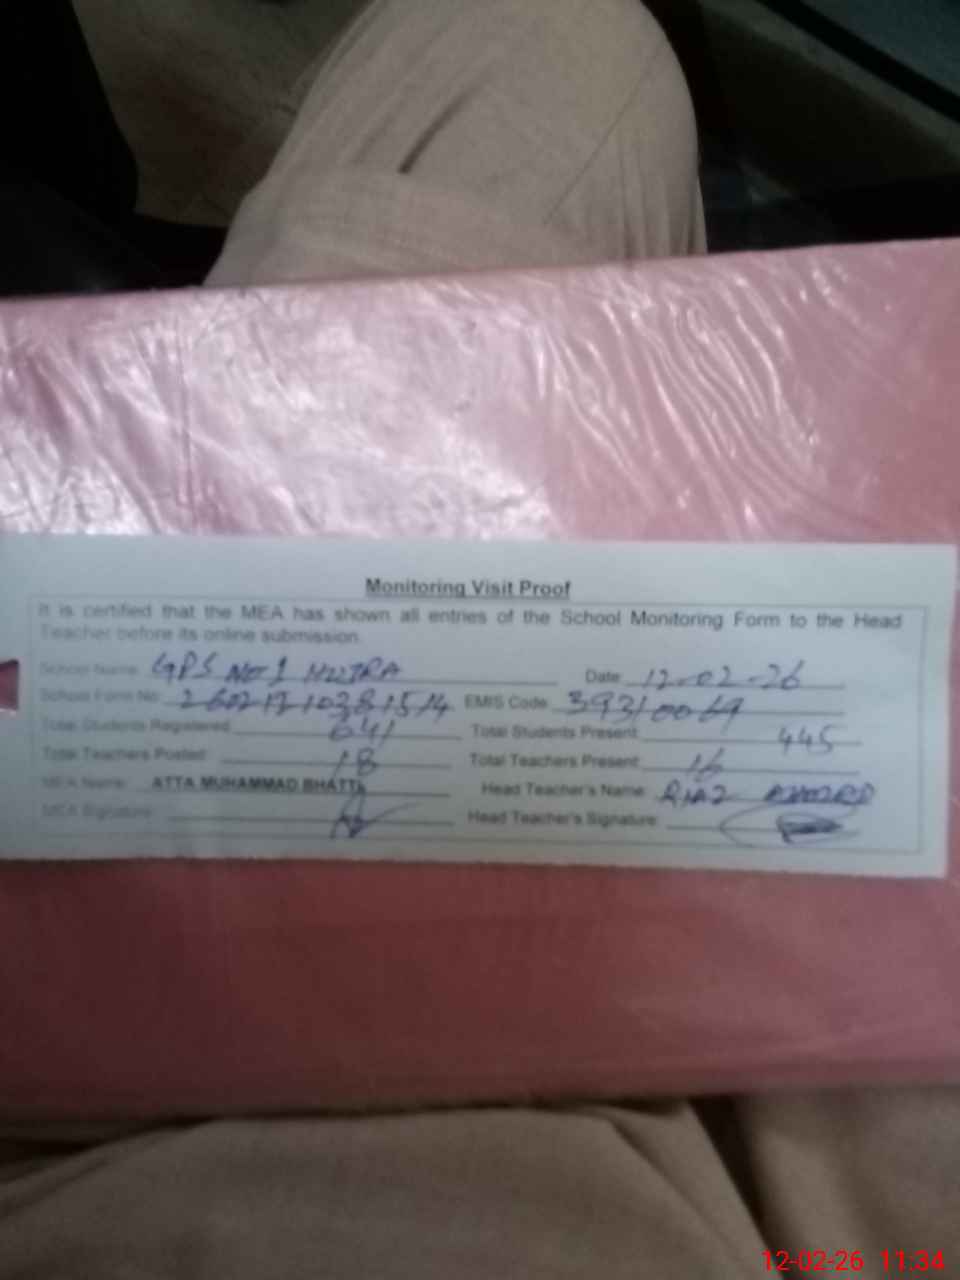 Monitoring Visit Proof
It is certified that the MEA has shown all entries of the School Monitoring Form to the Head
Teacher before its online submission.
School Name: GPS No 1 Date 12-02-26
School Form No: EMIS Code: 39310069
Total Students Registered 641 Total Students Present 445
Total Teachers Posted 18 Total Teachers Present 16
MEA Name: ATTA MUHAMMAD BHATTI Head Teacher's Name: RIAZ
MEA Signature: Head Teacher's Signature:
12-02-26 11:34